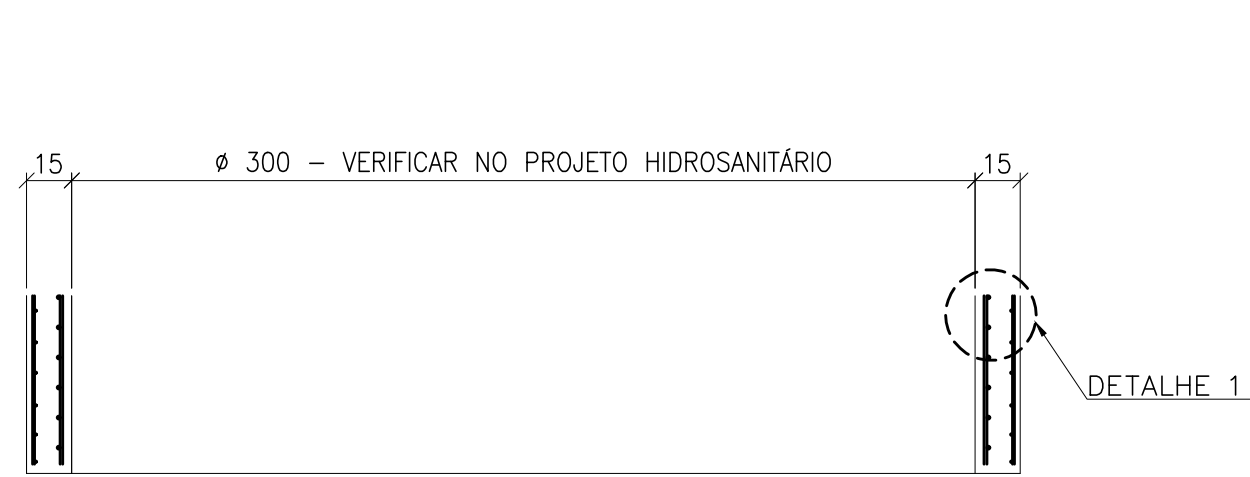 15
Ø 300 – VERIFICAR NO PROJETO HIDROSANITÁRIO
15
DETALHE 1